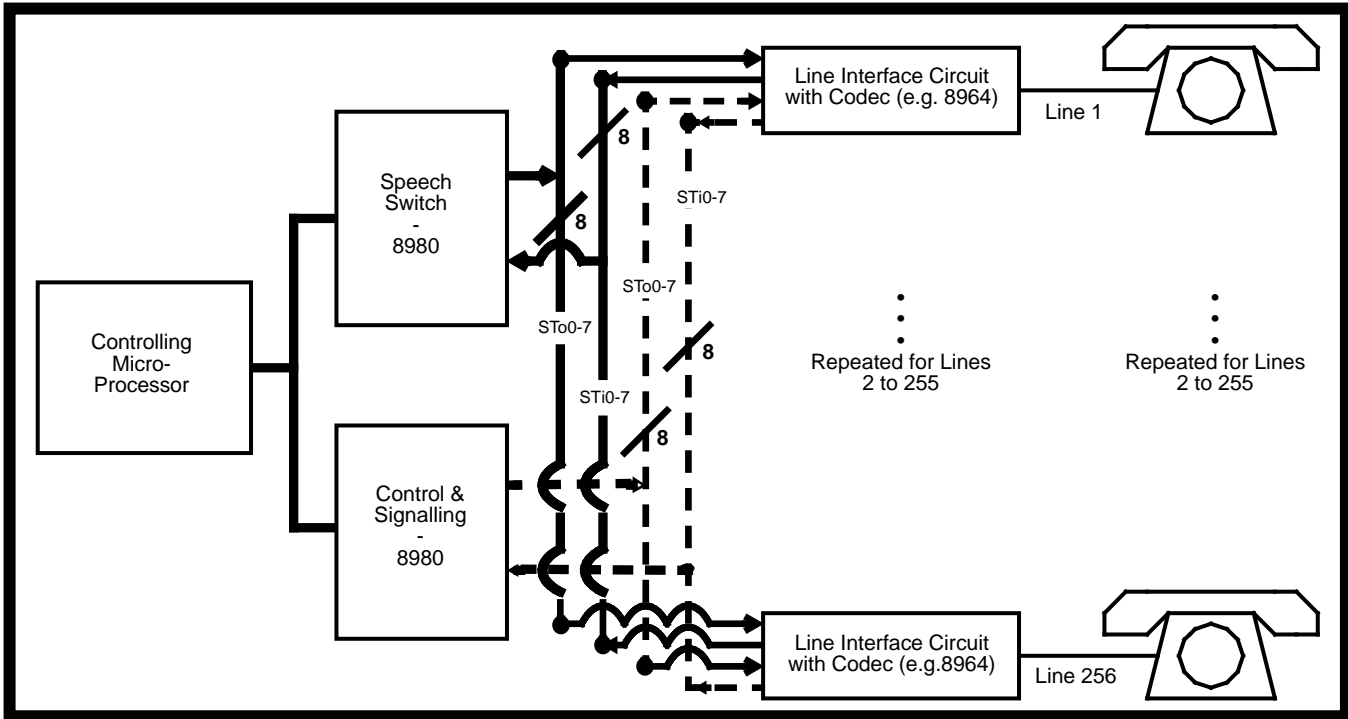 Line Interface Circuit
with Codec (e.g. 8964)
Line 1
8
Speech
Switch
-
8980
8
STi0-7
STo0-7
STo0-7
Controlling
Micro-
Processor
8
Repeated for Lines
2 to 255
Repeated for Lines
2 to 255
STi0-7
8
Control &
Signalling
-
8980
Line Interface Circuit
with Codec (e.g.8964)
Line 256